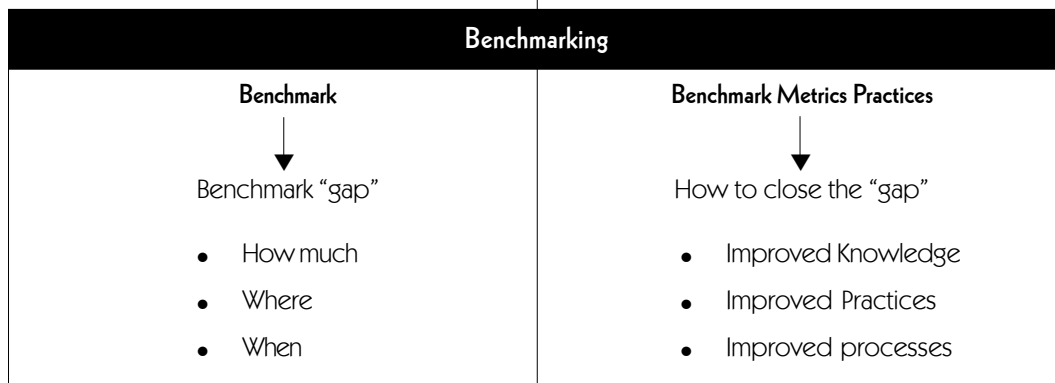 Benchmarking
Benchmark
Benchmark "gap"
• How much
• Where
• When
Benchmark Metrics Practices
How to close the "gap"
• Improved Knowledge
• Improved Practices
• Improved processes